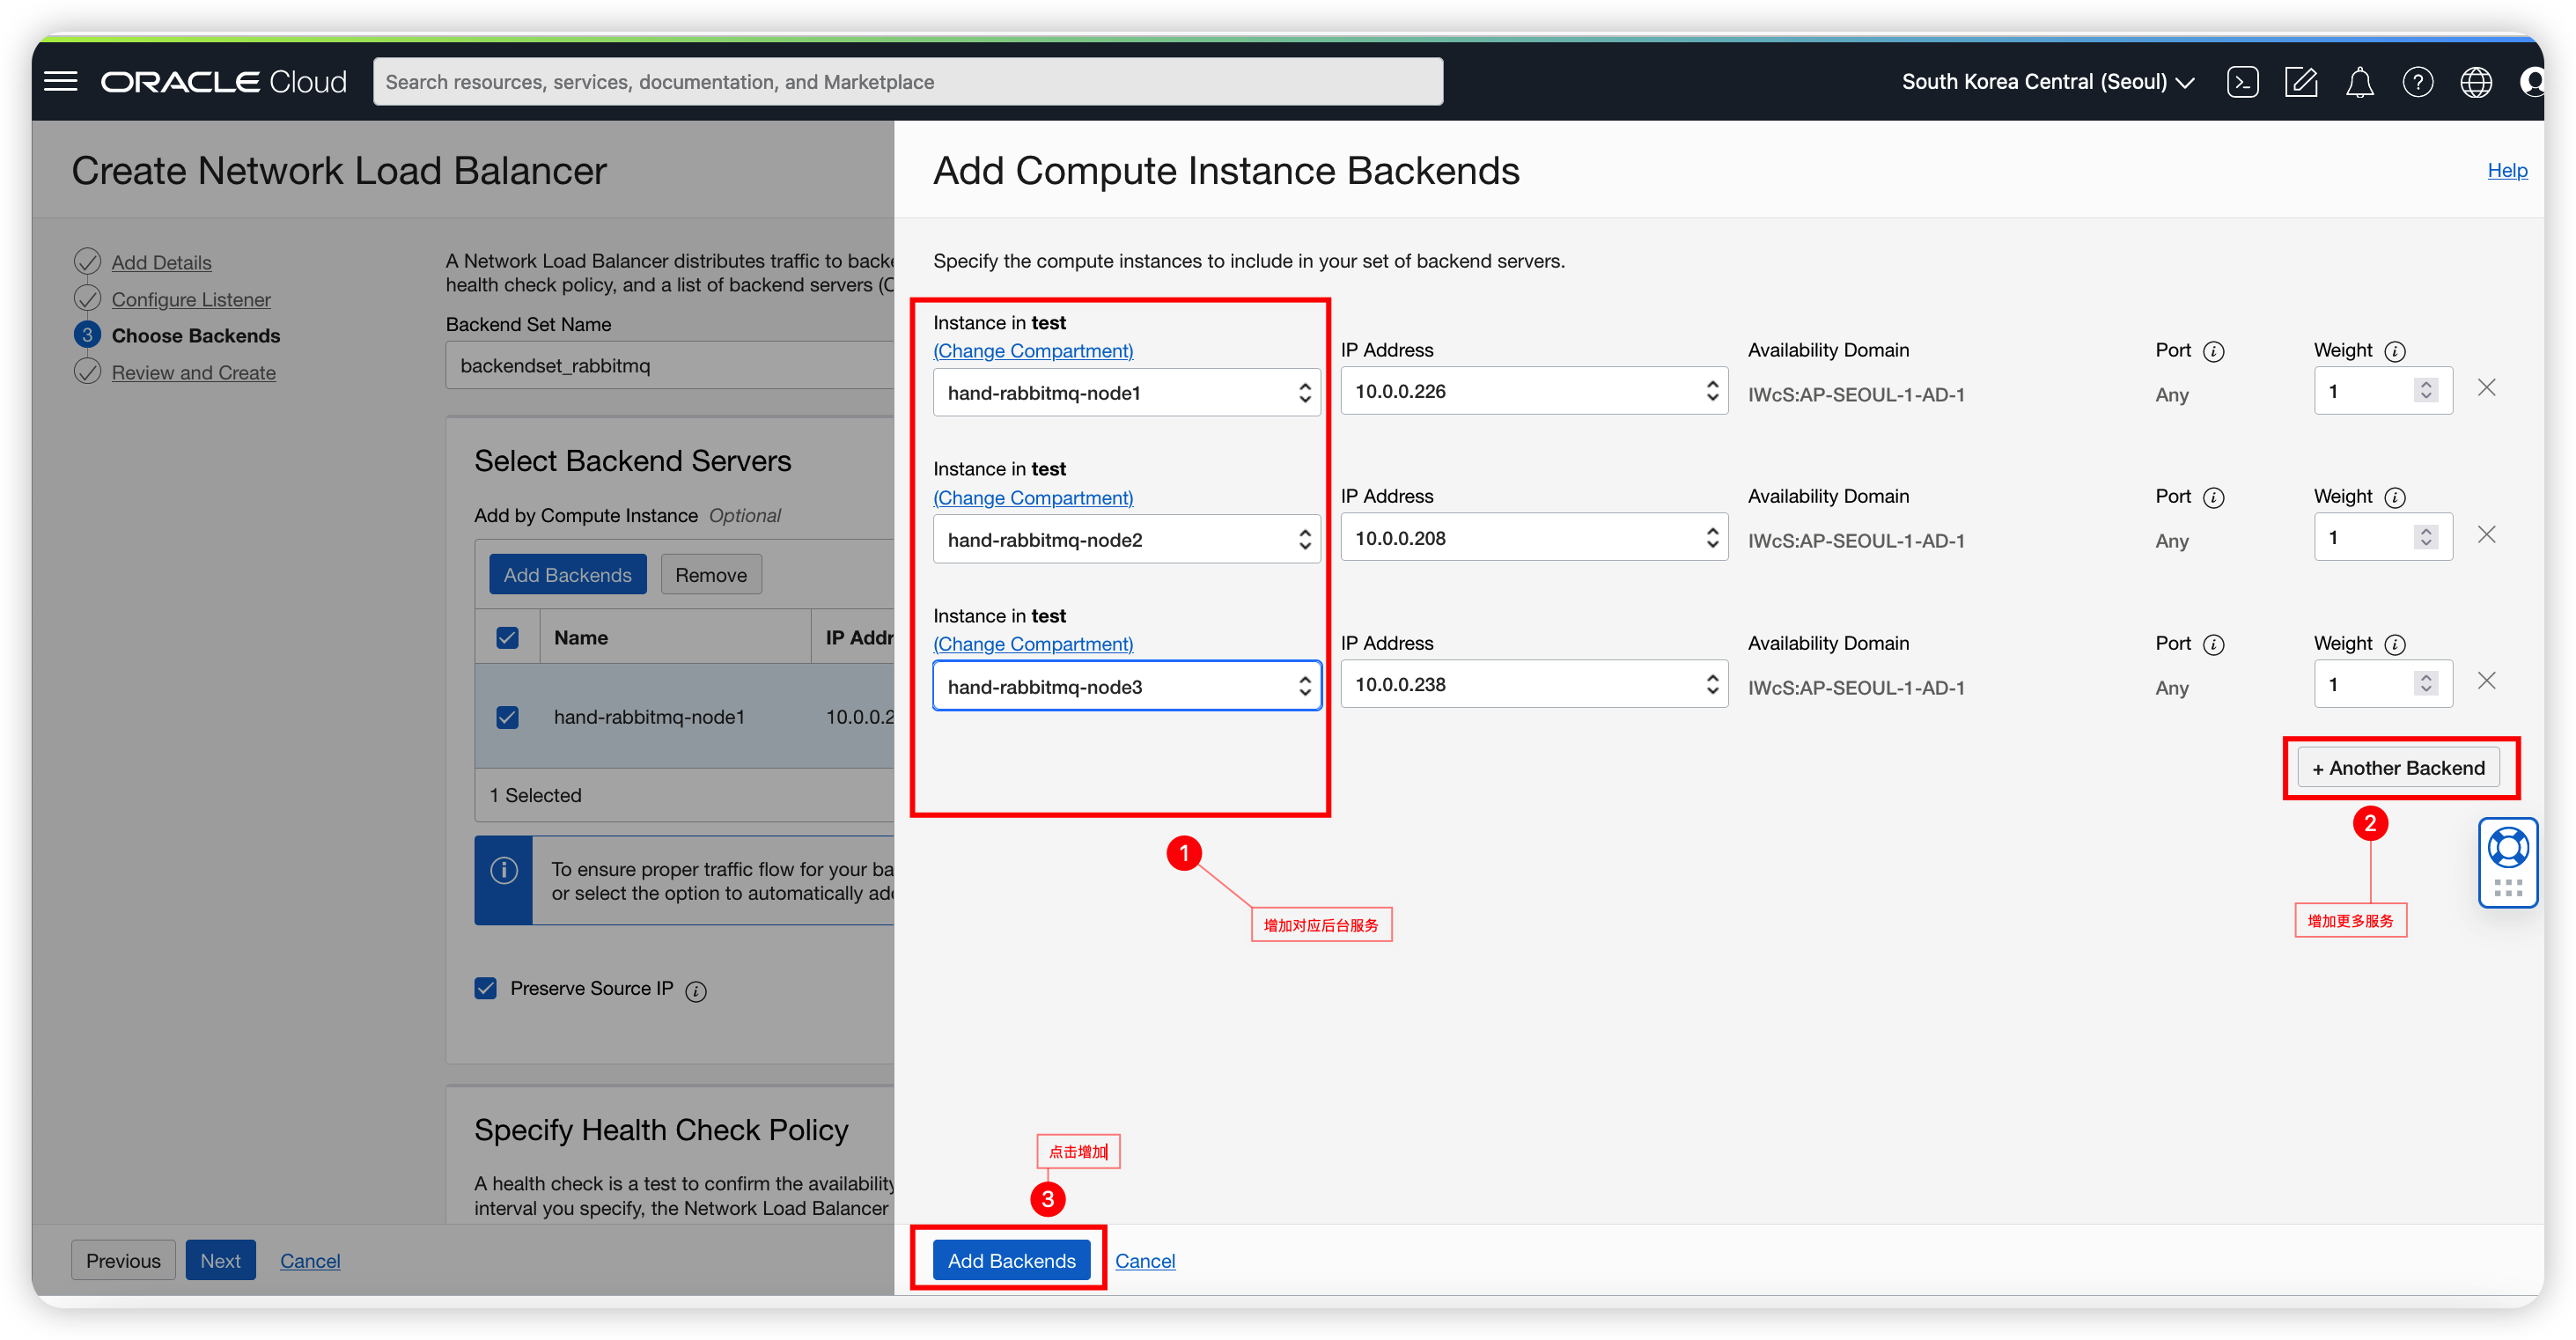 ORACLE Cloud
Search resources, services, documentation, and Marketplace
South Korea Central (Seoul)
Create Network Load Balancer
Add Details
Configure Listener
3 Choose Backends
Review and Create
A Network Load Balancer distributes traffic to backe
health check policy, and a list of backend servers (C
Backend Set Name
backendset_rabbitmq
Select Backend Servers
Add by Compute Instance Optional
Add Backends Remove
Name IP Addr
hand-rabbitmq-node1 10.0.0.2
1 Selected
To ensure proper traffic flow for your ba
or select the option to automatically ad
Preserve Source IP
Specify Health Check Policy
A health check is a test to confirm the availability
interval you specify, the Network Load Balancer
Previous Next Cancel
Add Compute Instance Backends
Help
Specify the compute instances to include in your set of backend servers.
Instance in test
(Change Compartment) IP Address Availability Domain Port Weight
hand-rabbitmq-node1 10.0.0.226 IWcS:AP-SEOUL-1-AD-1 Any 1
Instance in test
(Change Compartment) IP Address Availability Domain Port Weight
hand-rabbitmq-node2 10.0.0.208 IWcS:AP-SEOUL-1-AD-1 Any 1
Instance in test
(Change Compartment) IP Address Availability Domain Port Weight
hand-rabbitmq-node3 10.0.0.238 IWcS:AP-SEOUL-1-AD-1 Any 1
+ Another Backend
2
1
增加对应后台服务
增加更多服务
点击增加
3
Add Backends Cancel